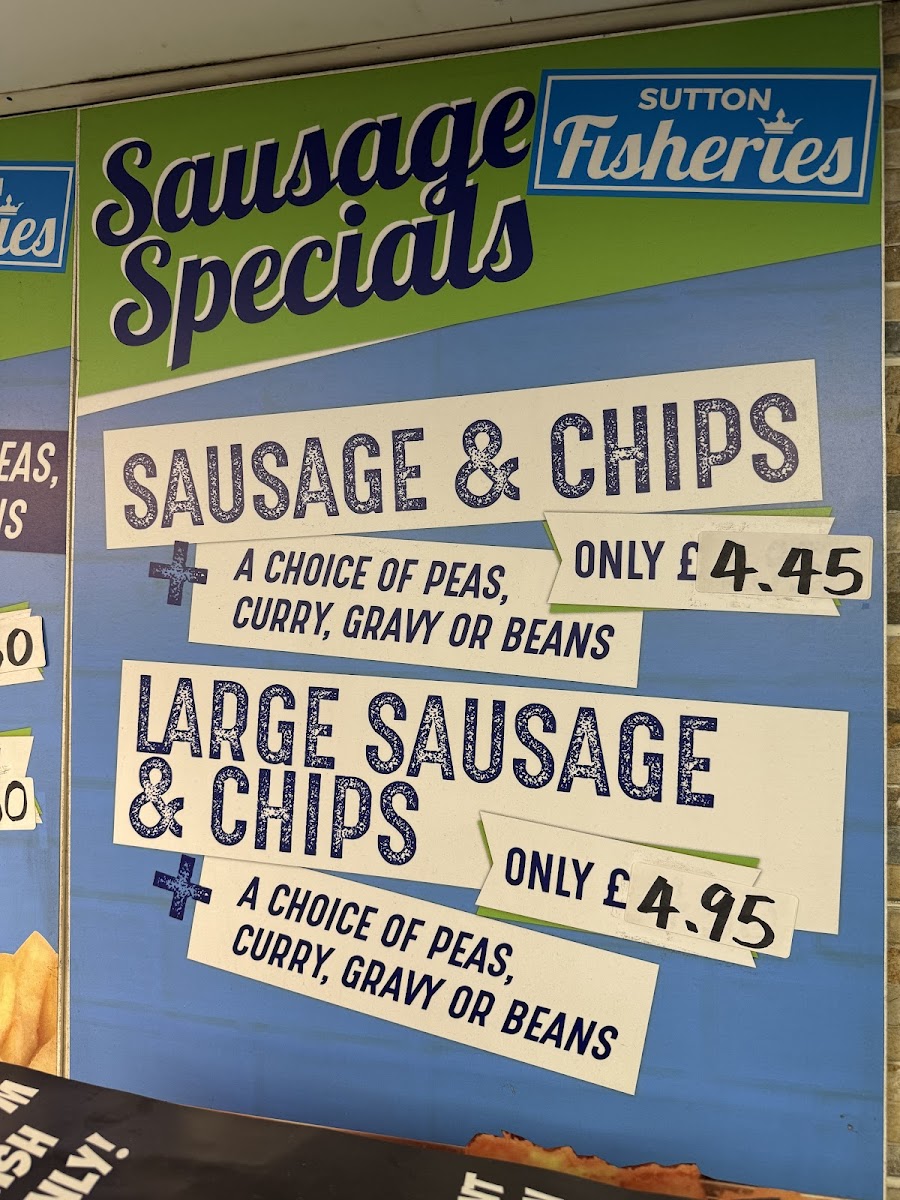 Sausage
Specials
SUTTON
Fisheries
SAUSAGE & CHIPS
+ A CHOICE OF PEAS,
CURRY, GRAVY OR BEANS
ONLY £4.45
LARGE SAUSAGE
& CHIPS
ONLY £4.95
+ A CHOICE OF PEAS,
CURRY, GRAVY OR BEANS